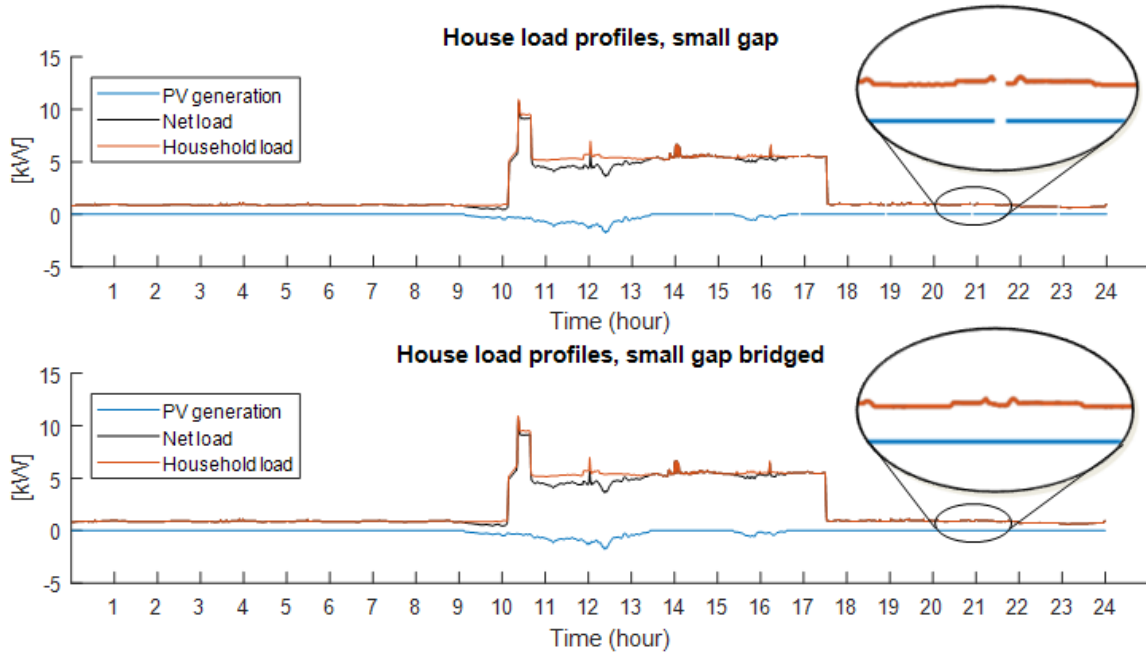 House load profiles, small gap
15
10
5
0
-5
[kW]
PV generation
Net load
Household load
1 2 3 4 5 6 7 8 9 10 11 12 13 14 15 16 17 18 19 20 21 22 23 24
Time (hour)
House load profiles, small gap bridged
15
10
5
0
-5
[kW]
PV generation
Net load
Household load
1 2 3 4 5 6 7 8 9 10 11 12 13 14 15 16 17 18 19 20 21 22 23 24
Time (hour)